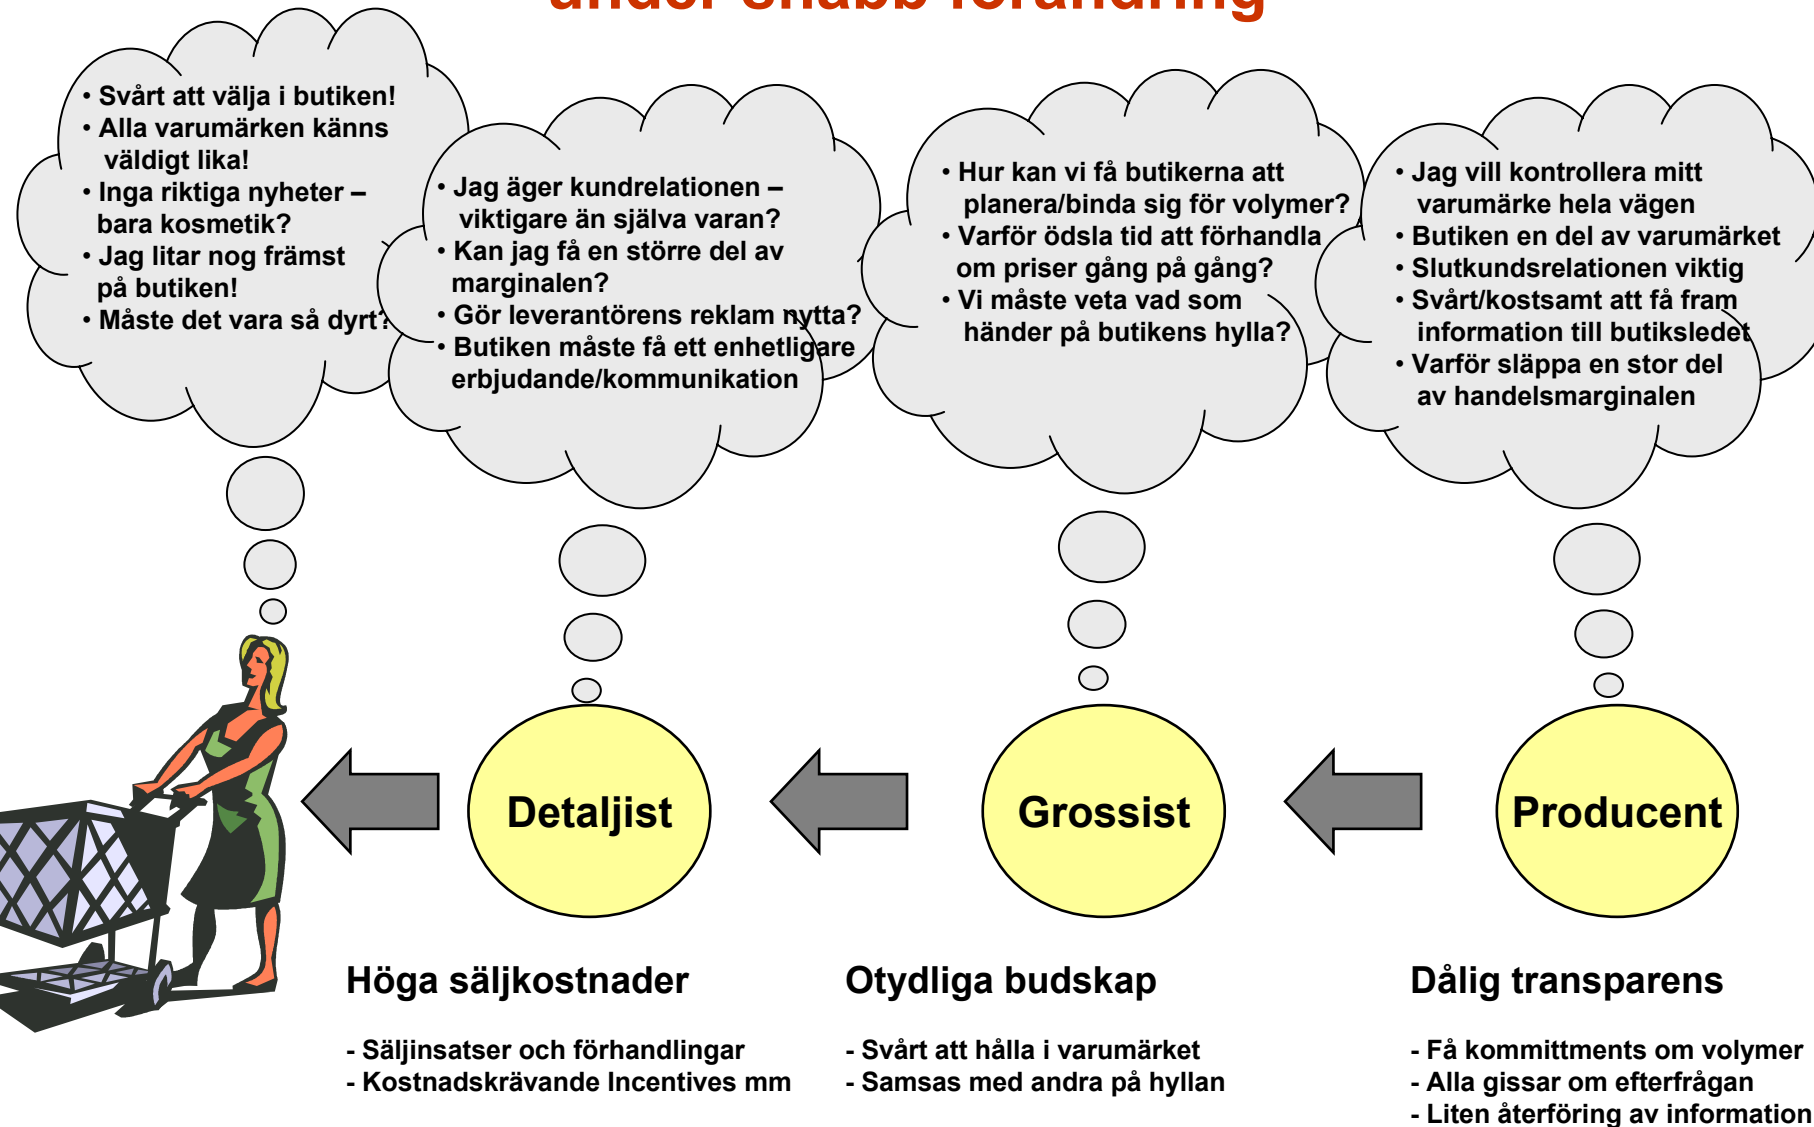 under snabb förändring
• Svårt att välja i butiken!
• Alla varumärken känns
väldigt lika!
• Inga riktiga nyheter –
bara kosmetik?
• Jag litar nog främst
på butiken!
• Måste det vara så dyrt?
• Jag äger kundrelationen –
viktigare än själva varan?
• Kan jag få en större del av
marginalen?
• Gör leverantörens reklam nytta?
• Butiken måste få ett enhetligare
erbjudande/kommunikation
• Hur kan vi få butikerna att
planera/binda sig för volymer?
• Varför ödsla tid att förhandla
om priser gång på gång?
• Vi måste veta vad som
händer på butikens hylla?
• Jag vill kontrollera mitt
varumärke hela vägen
• Butiken en del av varumärket
• Slutkundsrelationen viktig
• Svårt/kostsamt att få fram
information till butiksledet
• Varför släppa en stor del
av handelsmarginalen
Detaljist
Grossist
Producent
Höga säljkostnader
- Säljinsatser och förhandlingar
- Kostnadskrävande Incentives mm
Otydliga budskap
- Svårt att hålla i varumärket
- Samsas med andra på hyllan
Dålig transparens
- Få kommittments om volymer
- Alla gissar om efterfrågan
- Liten återföring av information